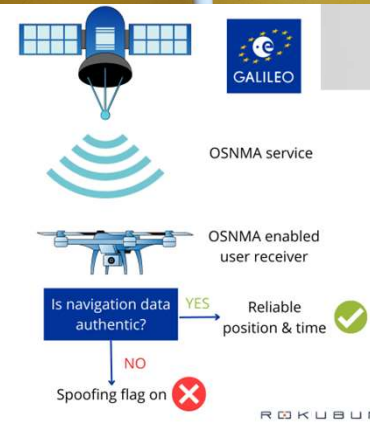 GALILEO
OSNMA service
OSNMA enabled
user receiver
Is navigation data
authentic?
YES
Reliable
position & time
NO
Spoofing flag on